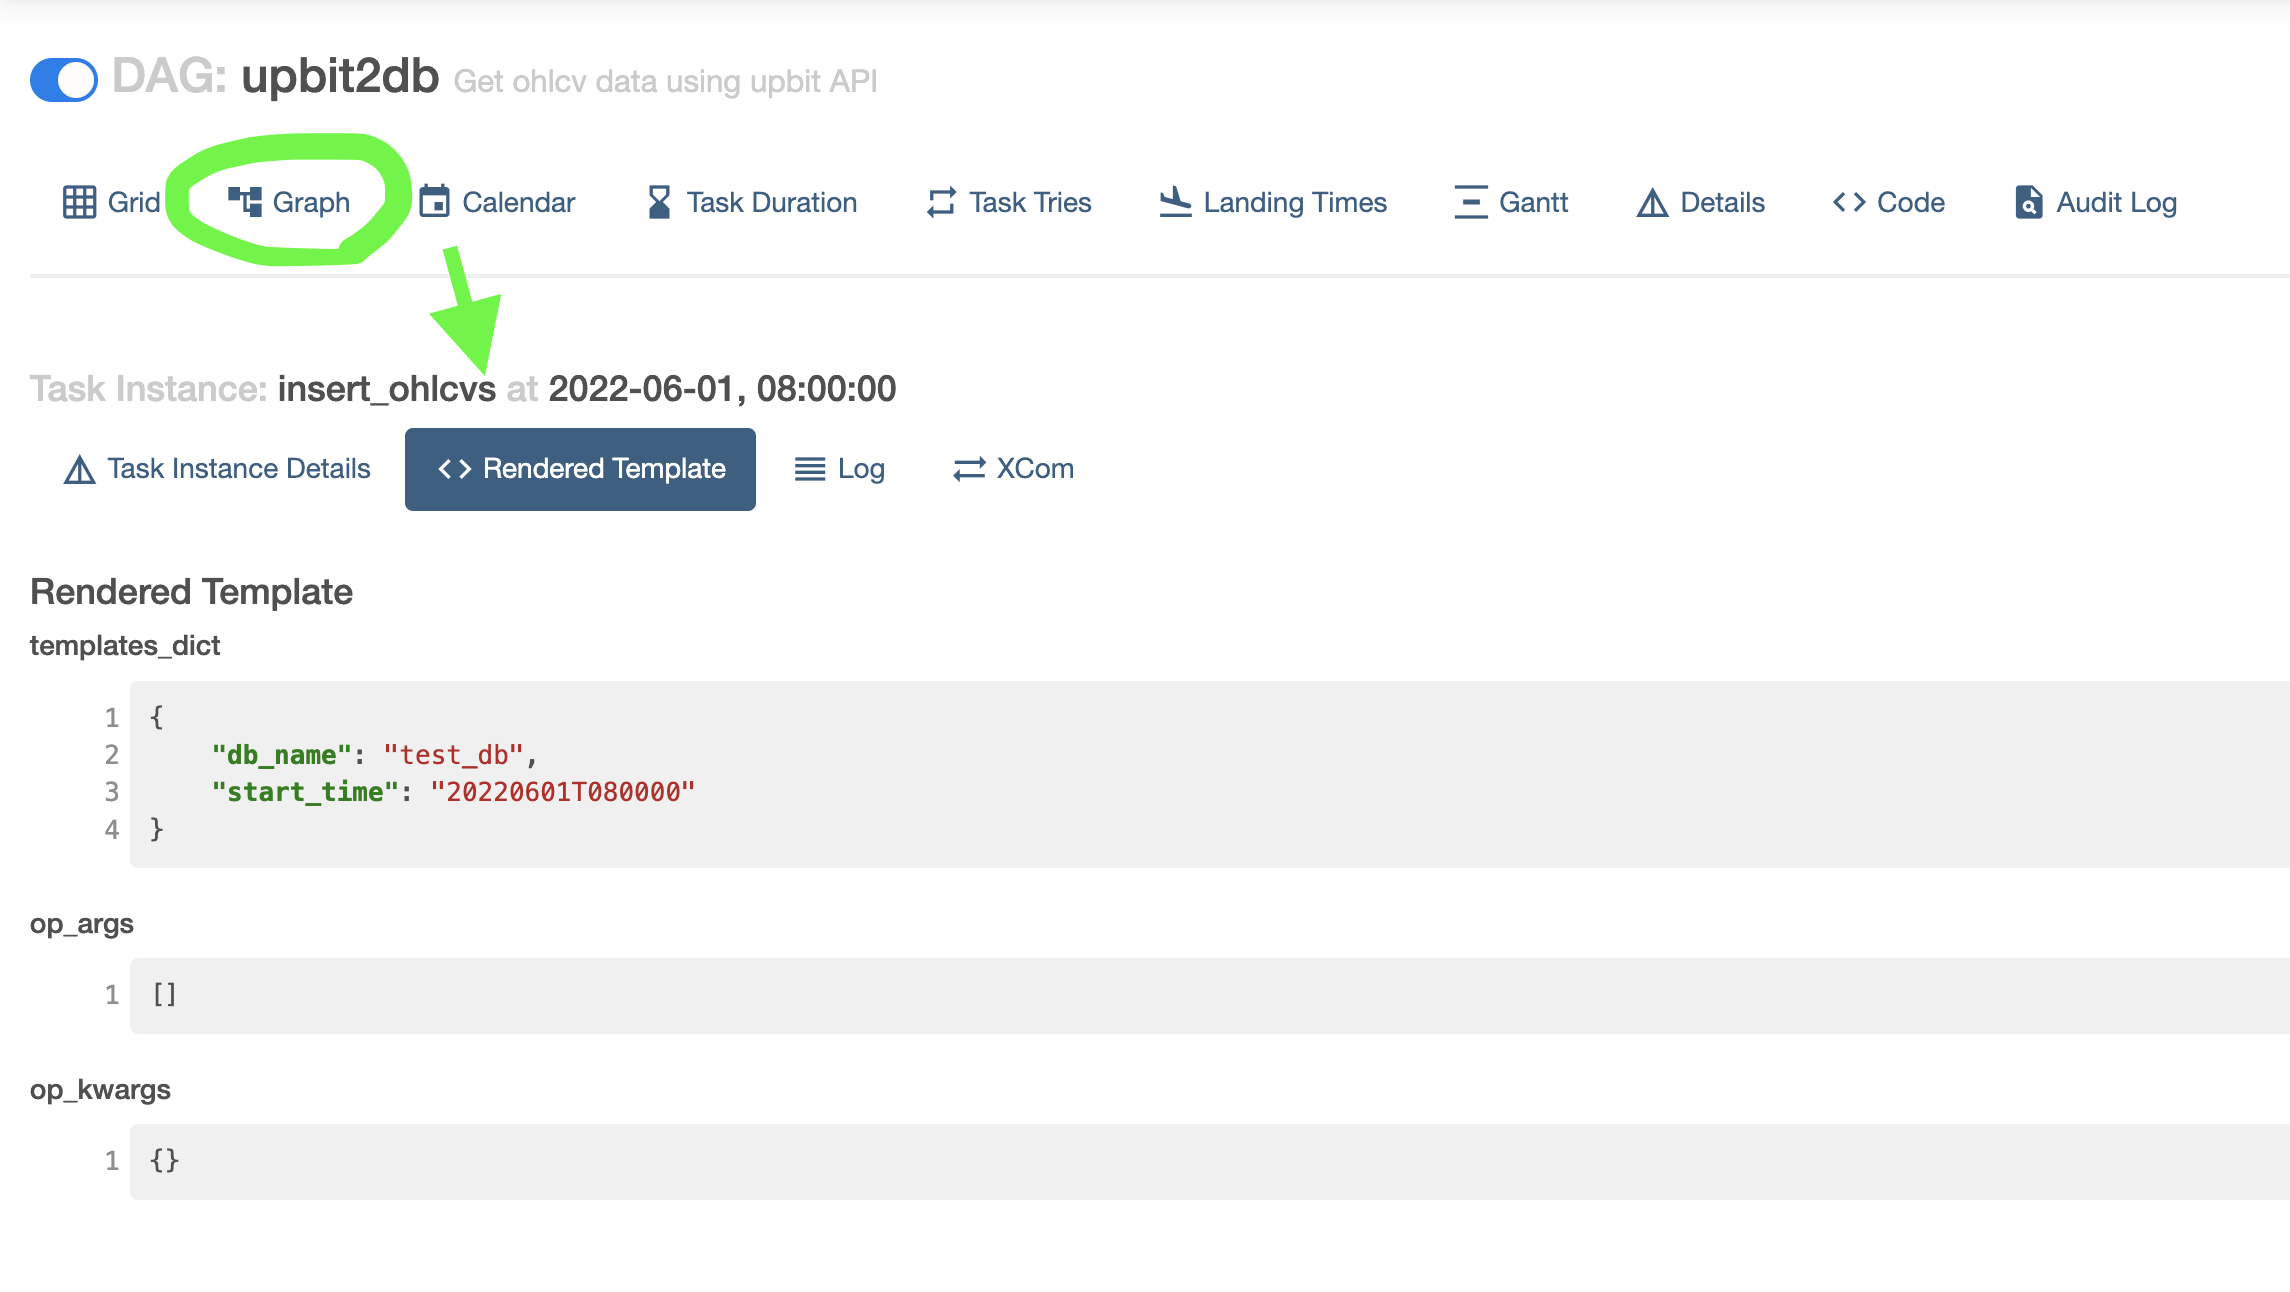 DAG: upbit2db Get ohlcv data using upbit API
Grid Graph Calendar Task Duration Task Tries Landing Times Gantt Details Code Audit Log
Task Instance: insert_ohlcvs at 2022-06-01, 08:00:00
Task Instance Details <> Rendered Template Log XCom
Rendered Template
templates_dict
1 {
2 "db_name": "test_db",
3 "start_time": "20220601T080000"
4 }
op_args
1 []
op_kwargs
1 {}